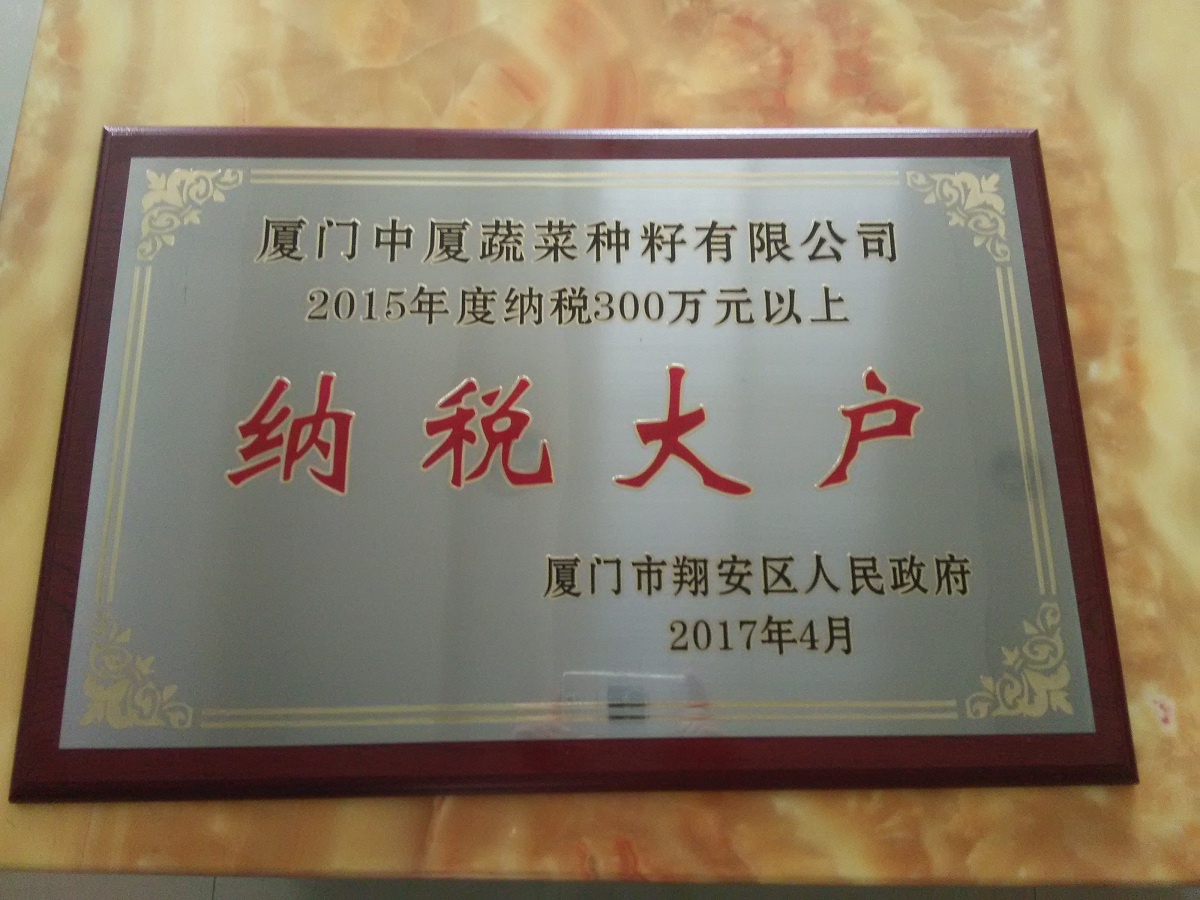 厦门中厦蔬菜种籽有限公司
2015年度纳税300万元以上
纳税大户
厦门市翔安区人民政府
2017年4月